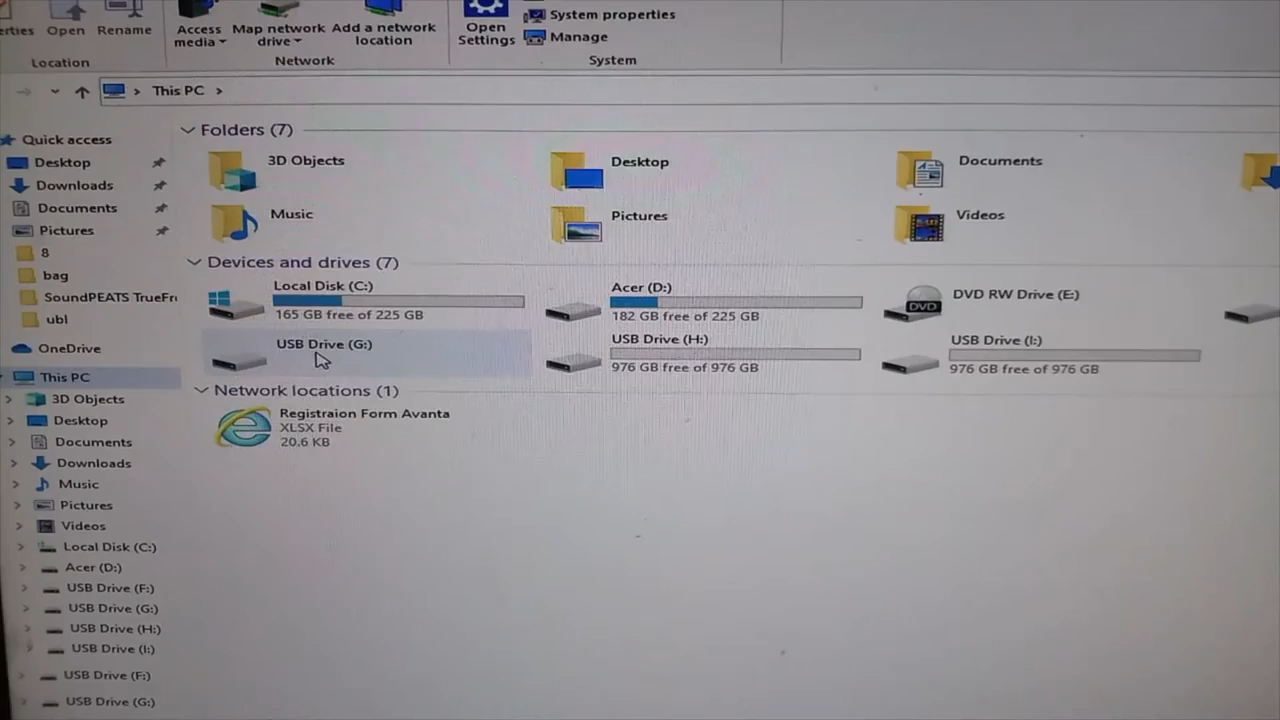 Open
Rename
Access media
Map network drive
Add a network location
Open Settings
System properties
Manage
Location
Network
System
This PC
Quick access
Desktop
Downloads
Documents
Pictures
8
bag
ubl
OneDrive
This PC
3D Objects
Desktop
Documents
Downloads
Music
Pictures
Videos
Local Disk (C:)
Acer (D:)
USB Drive (F:)
USB Drive (G:)
USB Drive (H:)
USB Drive (I:)
USB Drive (F:)
USB Drive (G:)
Folders (7)
3D Objects
Desktop
Documents
Music
Pictures
Videos
Devices and drives (7)
Local Disk (C:)
165 GB free of 225 GB
Acer (D:)
182 GB free of 225 GB
DVD
DVD RW Drive (E:)
USB Drive (G:)
USB Drive (H:)
976 GB free of 976 GB
USB Drive (I:)
976 GB free of 976 GB
Network locations (1)
Registraion Form Avanta
XLSX File
20.6 KB